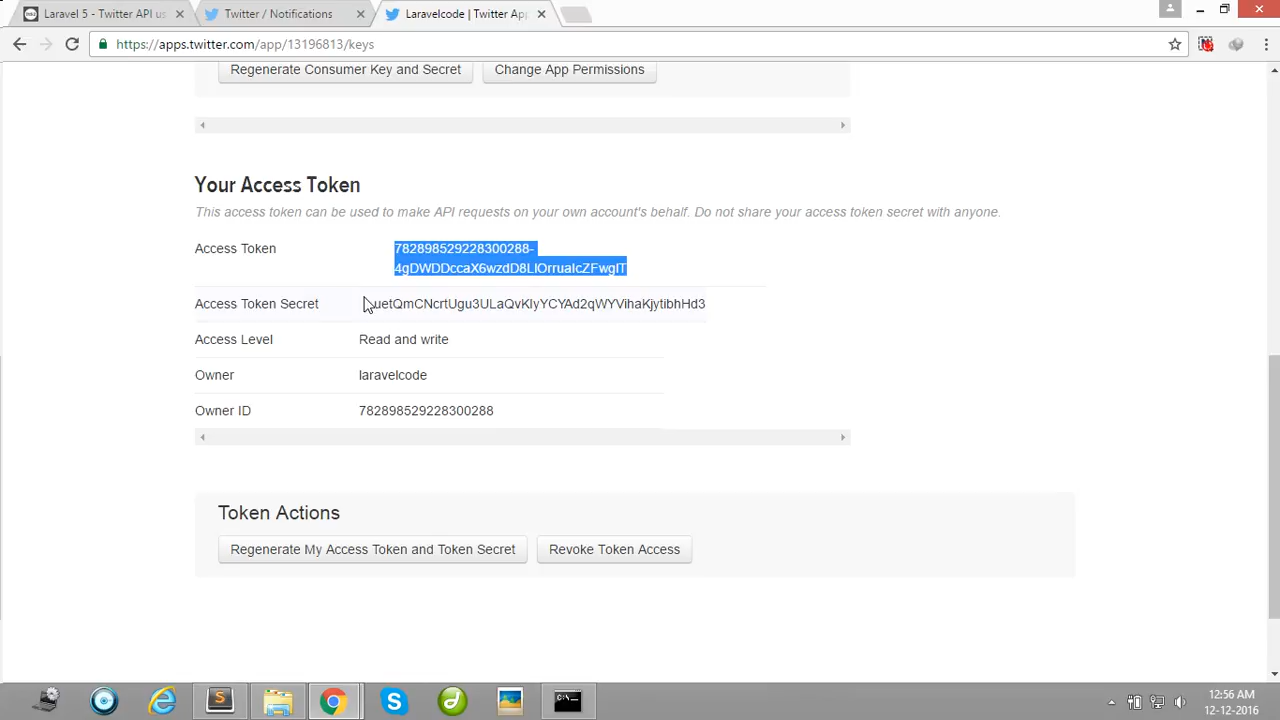 Laravel 5 - Twitter API us
Twitter / Notifications
Laravelcode | Twitter App
https://apps.twitter.com/app/13196813/keys
Regenerate Consumer Key and Secret
Change App Permissions
Your Access Token
This access token can be used to make API requests on your own account's behalf. Do not share your access token secret with anyone.
Access Token
782898529228300288-
Access Token Secret
Access Level Read and write
Owner laravelcode
Owner ID 782898529228300288
Token Actions
Regenerate My Access Token and Token Secret
Revoke Token Access
12:56 AM
12-12-2016